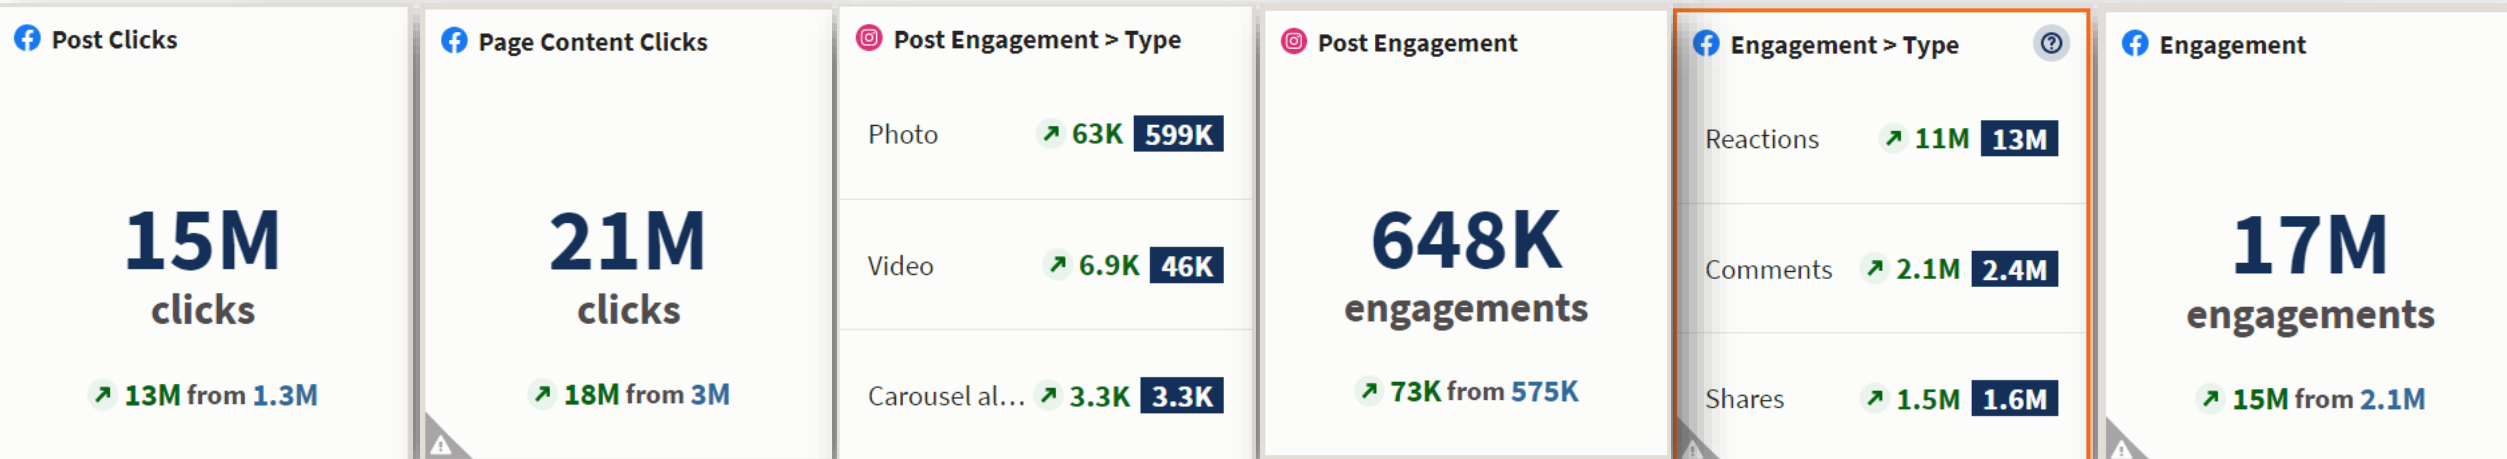 Post Clicks
15M
clicks
13M from 1.3M
Page Content Clicks
21M
clicks
18M from 3M
Post Engagement > Type
Photo 63K 599K
Video 6.9K 46K
Carousel al... 3.3K 3.3K
Post Engagement
648K
engagements
73K from 575K
Engagement > Type ?
Reactions 11M 13M
Comments 2.1M 2.4M
Shares 1.5M 1.6M
Engagement
17M
engagements
15M from 2.1M